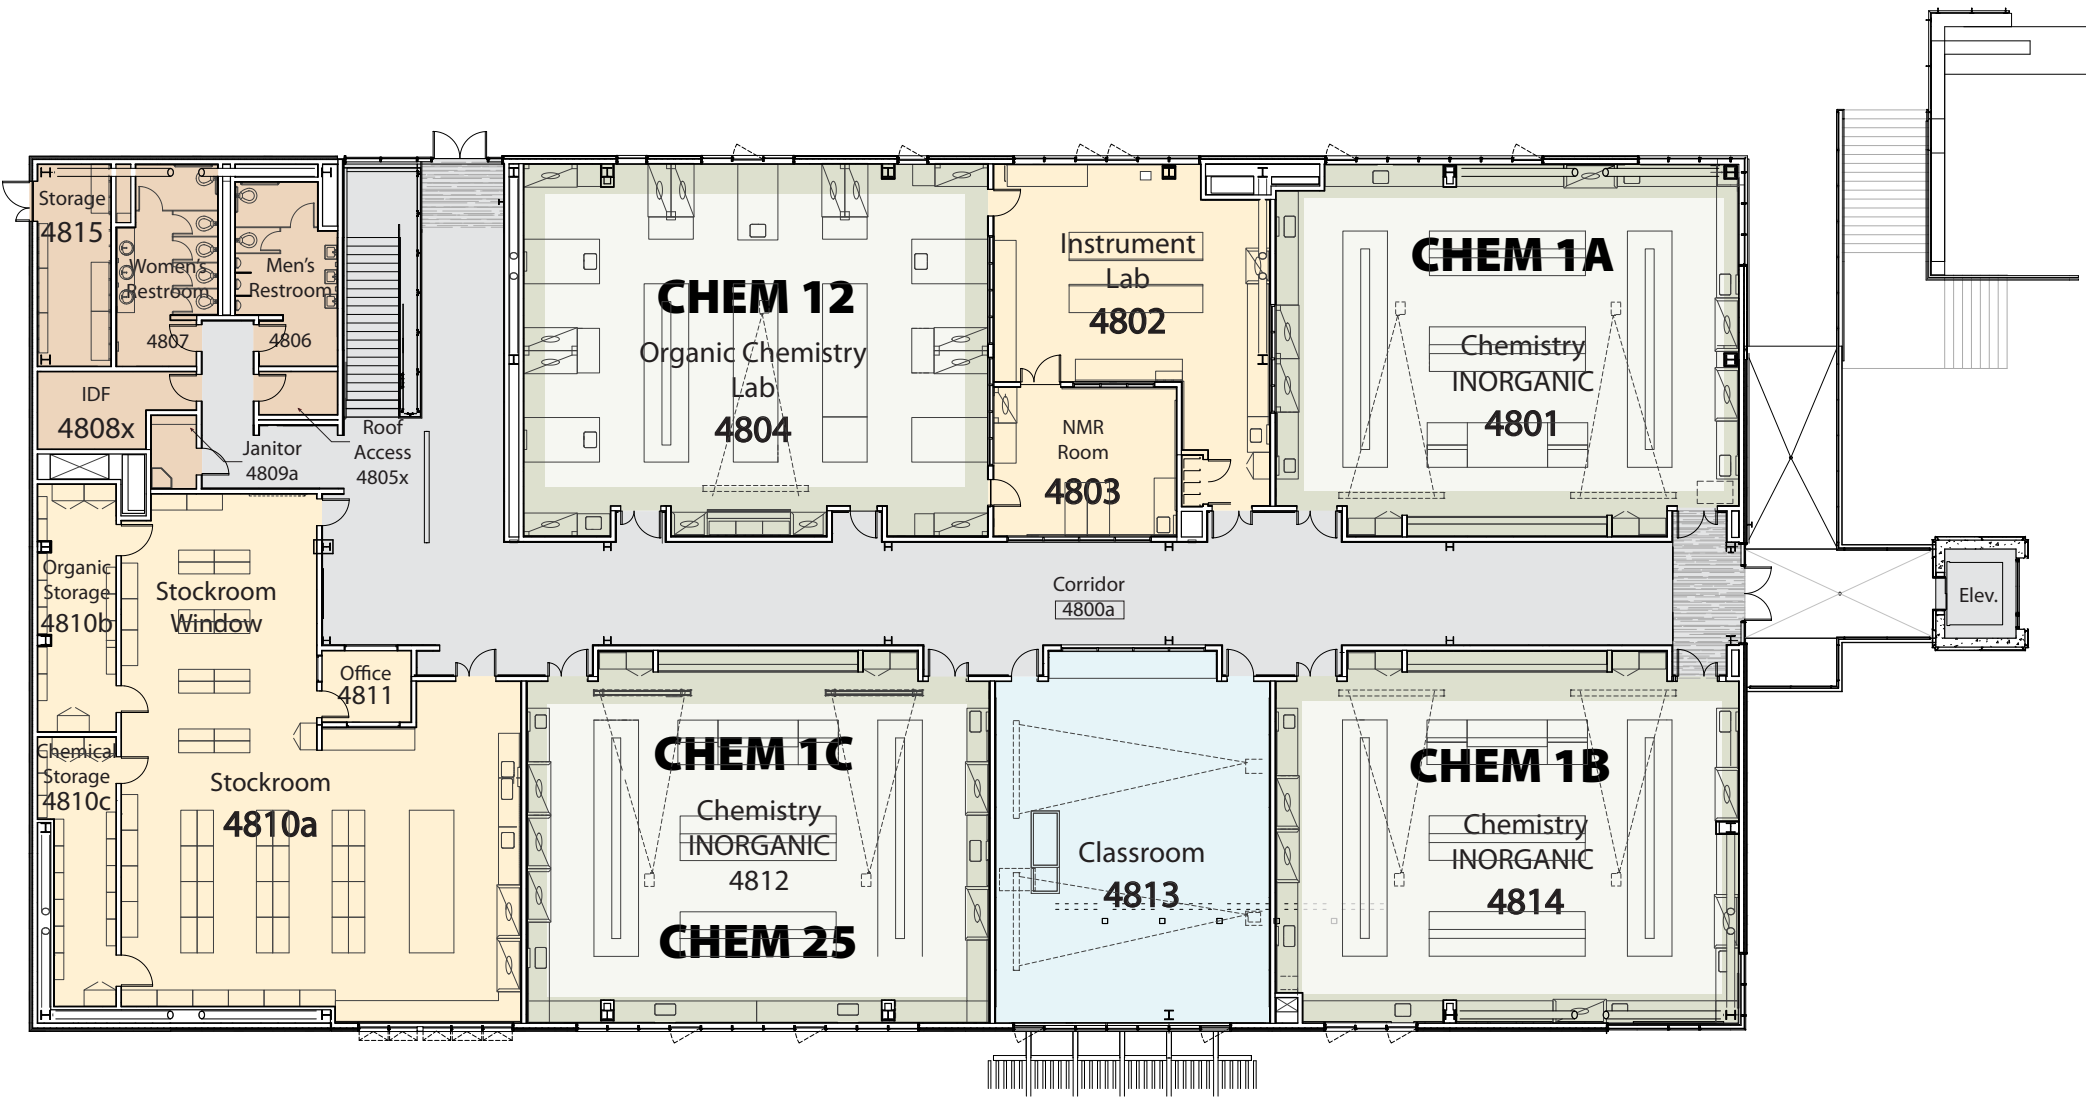 Storage
4815
Women's
Restroom
4807
Men's
Restroom
4806
IDF
4808x
Janitor
4809a
Roof
Access
4805x
CHEM 12
Organic Chemistry
Lab
4804
Instrument
Lab
4802
NMR
Room
4803
CHEM 1A
Chemistry
INORGANIC
4801
Organic
Storage
4810b
Stockroom
Window
Corridor
4800a
Elev.
Office
4811
Chemical
Storage
4810c
Stockroom
4810a
CHEM 1C
Chemistry
INORGANIC
4812
CHEM 25
Classroom
4813
CHEM 1B
Chemistry
INORGANIC
4814